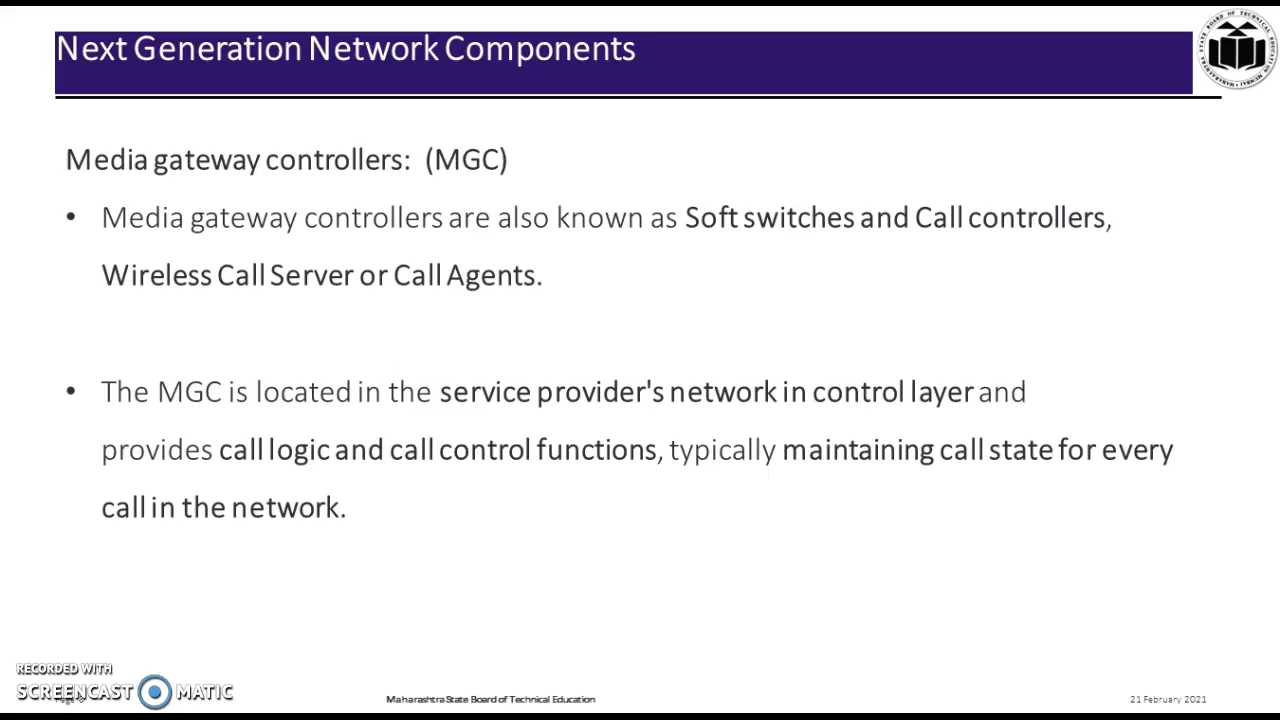 Next Generation Network Components
Media gateway controllers: (MGC)
• Media gateway controllers are also known as Soft switches and Call controllers,
Wireless Call Server or Call Agents.
• The MGC is located in the service provider's network in control layer and
provides call logic and call control functions, typically maintaining call state for every
call in the network.
RECORDED WITH
SCREENCAST MATIC
Maharashtra State Board of Technical Education
21 February 2021